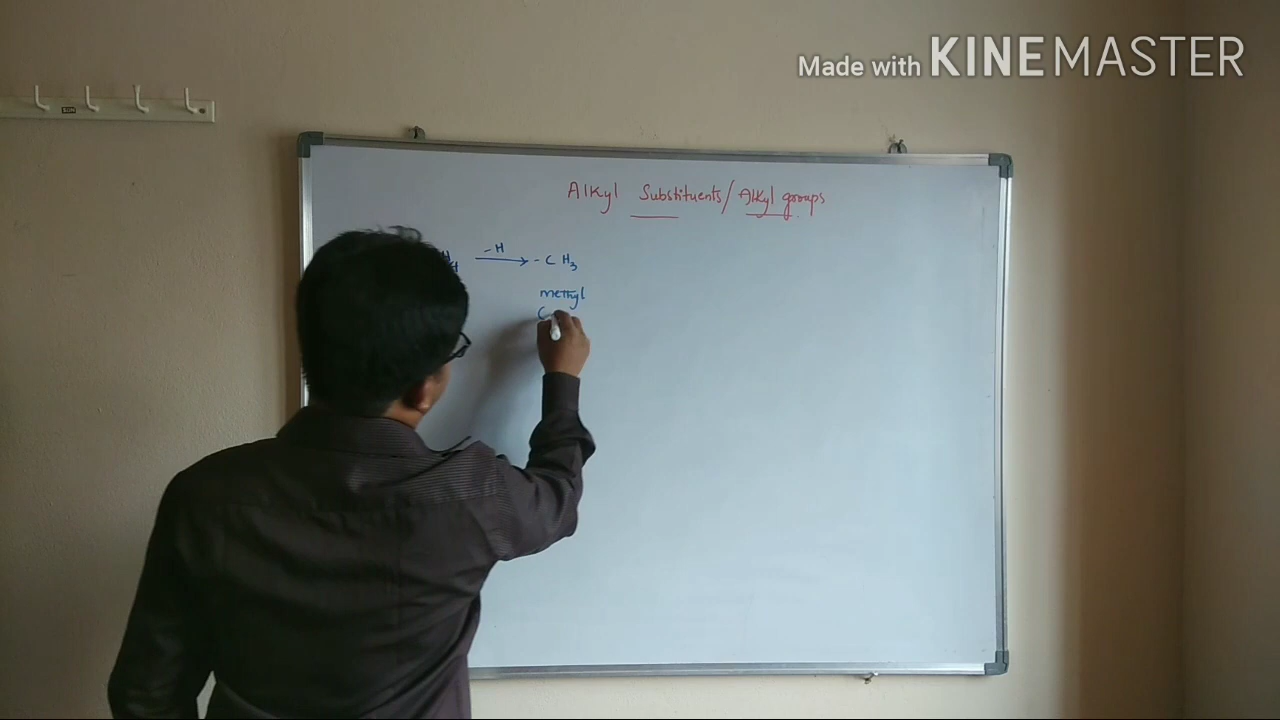 Made with KINEMASTER
Alkyl Substituents/Alkyl groups
H -H
H → -CH3
methyl
C